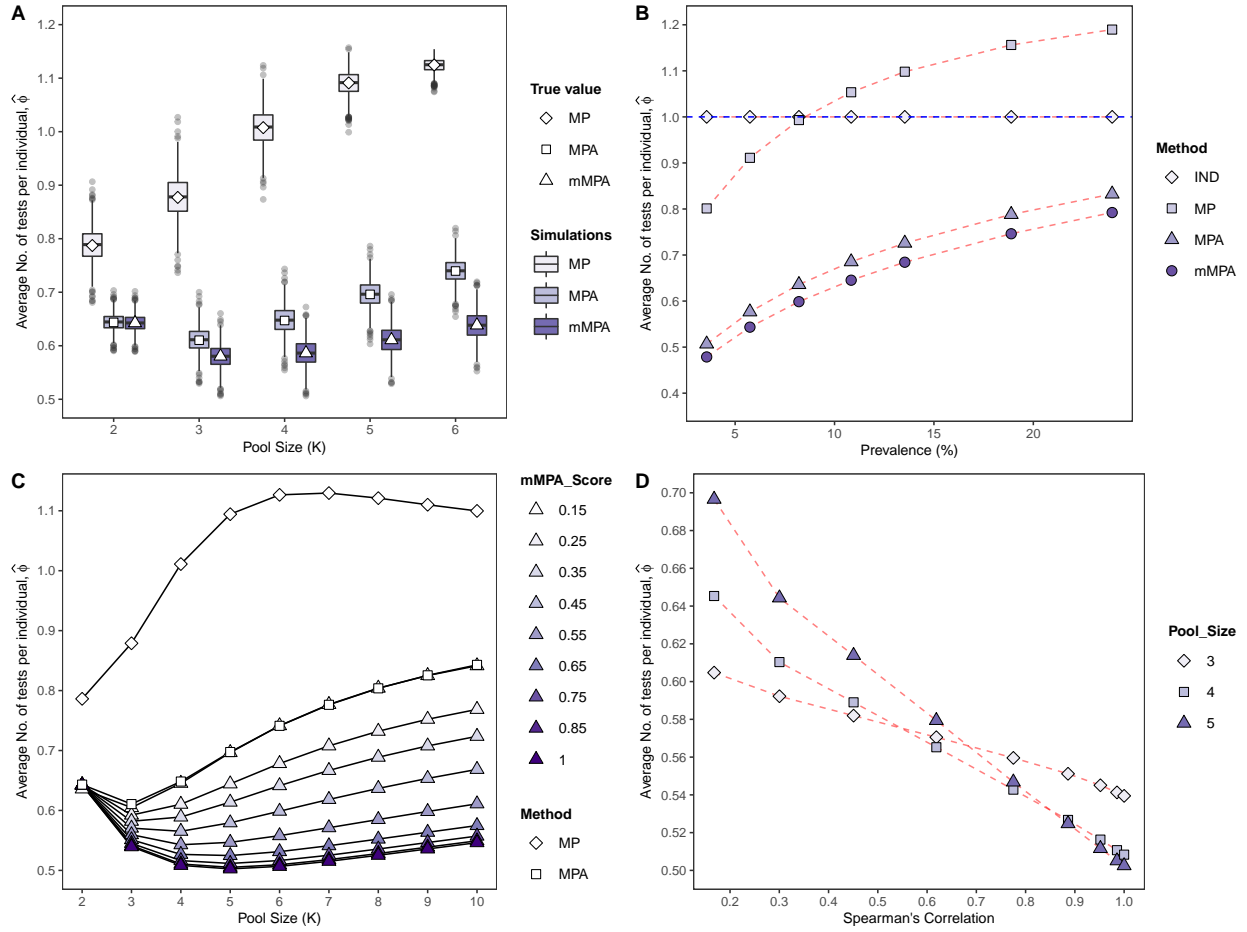 A
Average No. of tests per individual, φ̂
1.2
1.1
1.0
0.9
0.8
0.7
0.6
0.5
2 3 4 5 6
Pool Size (K)
True value
MP
MPA
mMPA
Simulations
MP
MPA
mMPA
B
Average No. of tests per individual, φ̂
1.2
1.1
1.0
0.9
0.8
0.7
0.6
0.5
0.4
5 10 15 20
Prevalence (%)
Method
IND
MP
MPA
mMPA
C
Average No. of tests per individual, φ̂
1.1
1.0
0.9
0.8
0.7
0.6
0.5
2 3 4 5 6 7 8 9 10
Pool Size (K)
mMPA_Score
0.15
0.25
0.35
0.45
0.55
0.65
0.75
0.85
1
Method
MP
MPA
D
Average No. of tests per individual, φ̂
0.70
0.68
0.66
0.64
0.62
0.60
0.58
0.56
0.54
0.52
0.50
0.2 0.3 0.4 0.5 0.6 0.7 0.8 0.9 1.0
Spearman's Correlation
Pool_Size
3
4
5